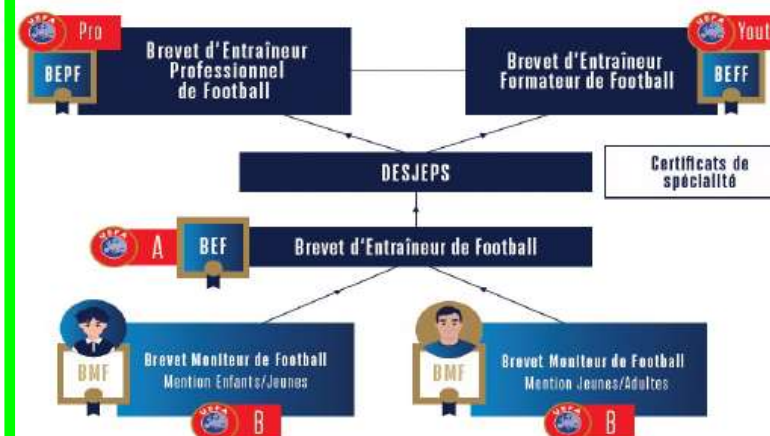 UEFA Pro
BEPF
Brevet d'Entraîneur
Professionnel
de Football
Brevet d'Entraîneur
Formateur de Football
UEFA Yout
BEFF
DESJEPS
Certificats de
spécialité
UEFA A
BEF
Brevet d'Entraîneur de Football
BMF
Brevet Moniteur de Football
Mention Enfants/Jeunes
UEFA B
BMF
Brevet Moniteur de Football
Mention Jeunes/Adultes
UEFA B